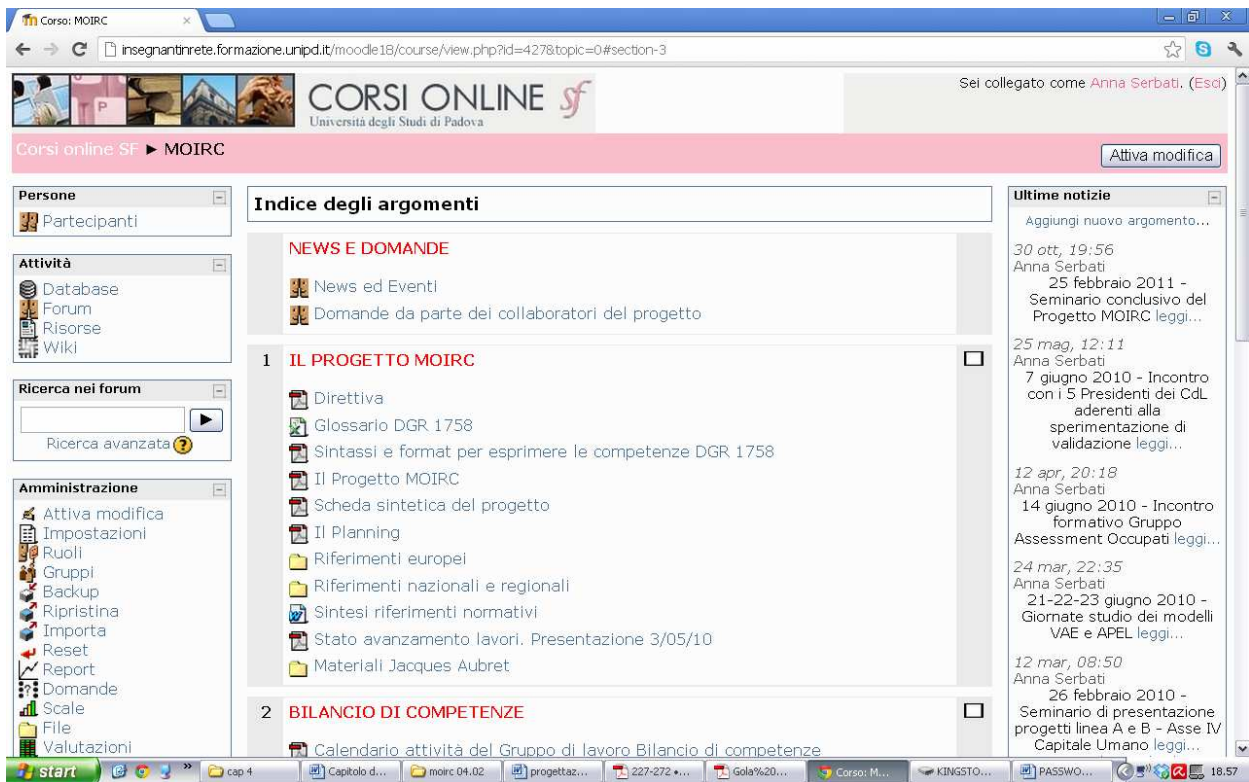 Corso: MOIRC
insegnantinrete.formazione.unipd.it/moodle18/course/view.php?id=427&topic=0#section-3
P
CORSI ONLINE sf
Università degli Studi di Padova
Sei collegato come Anna Serbati. (Esci)
Corsi online SF ► MOIRC
Attiva modifica
Persone
Partecipanti
Attività
Database
Forum
Risorse
Wiki
Ricerca nei forum
Ricerca avanzata ?
Amministrazione
Attiva modifica
Impostazioni
Ruoli
Gruppi
Backup
Ripristina
Importa
Reset
Report
Domande
Scale
File
Valutazioni
Indice degli argomenti
NEWS E DOMANDE
News ed Eventi
Domande da parte dei collaboratori del progetto
1 IL PROGETTO MOIRC
Direttiva
Glossario DGR 1758
Sintassi e format per esprimere le competenze DGR 1758
Il Progetto MOIRC
Scheda sintetica del progetto
Il Planning
Riferimenti europei
Riferimenti nazionali e regionali
Sintesi riferimenti normativi
Stato avanzamento lavori. Presentazione 3/05/10
Materiali Jacques Aubret
2 BILANCIO DI COMPETENZE
Calendario attività del Gruppo di lavoro Bilancio di competenze
Ultime notizie
Aggiungi nuovo argomento...
30 ott, 19:56
Anna Serbati
25 febbraio 2011 -
Seminario conclusivo del
Progetto MOIRC leggi...
25 mag, 12:11
Anna Serbati
7 giugno 2010 - Incontro
con i 5 Presidenti dei CdL
aderenti alla
sperimentazione di
validazione leggi...
12 apr, 20:18
Anna Serbati
14 giugno 2010 - Incontro
formativo Gruppo
Assessment Occupati leggi...
24 mar, 22:35
Anna Serbati
21-22-23 giugno 2010 -
Giornate studio dei modelli
VAE e APEL leggi...
12 mar, 08:50
Anna Serbati
26 febbraio 2010 -
Seminario di presentazione
progetti linea A e B - Asse IV
Capitale Umano leggi...
start
cap 4
Capitolo d...
moirc 04.02
progettaz...
227-272 •...
Gola%20...
Corso: M...
KINGSTO...
PASSWO...
18.57